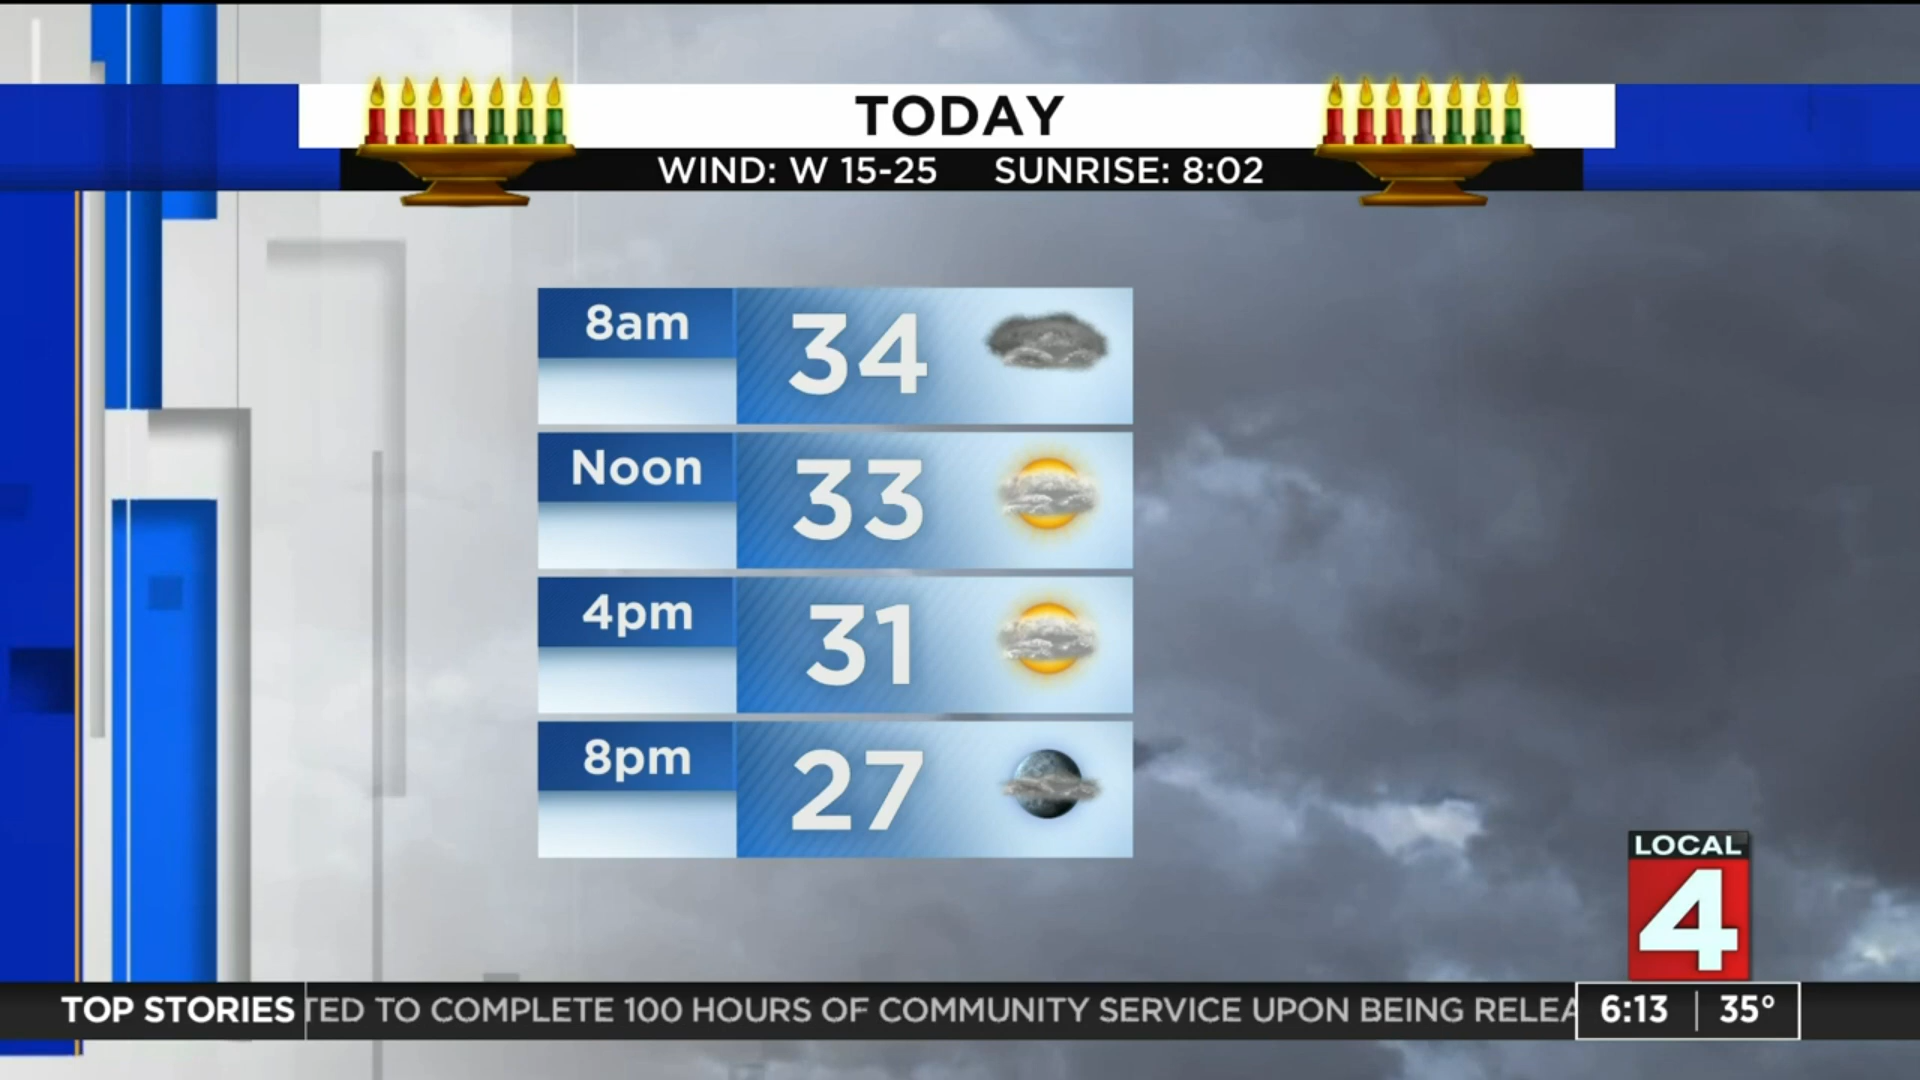 TODAY
WIND: W 15-25 SUNRISE: 8:02
8am 34
Noon 33
4pm 31
8pm 27
LOCAL
4
TOP STORIES TED TO COMPLETE 100 HOURS OF COMMUNITY SERVICE UPON BEING RELEA 6:13 35°